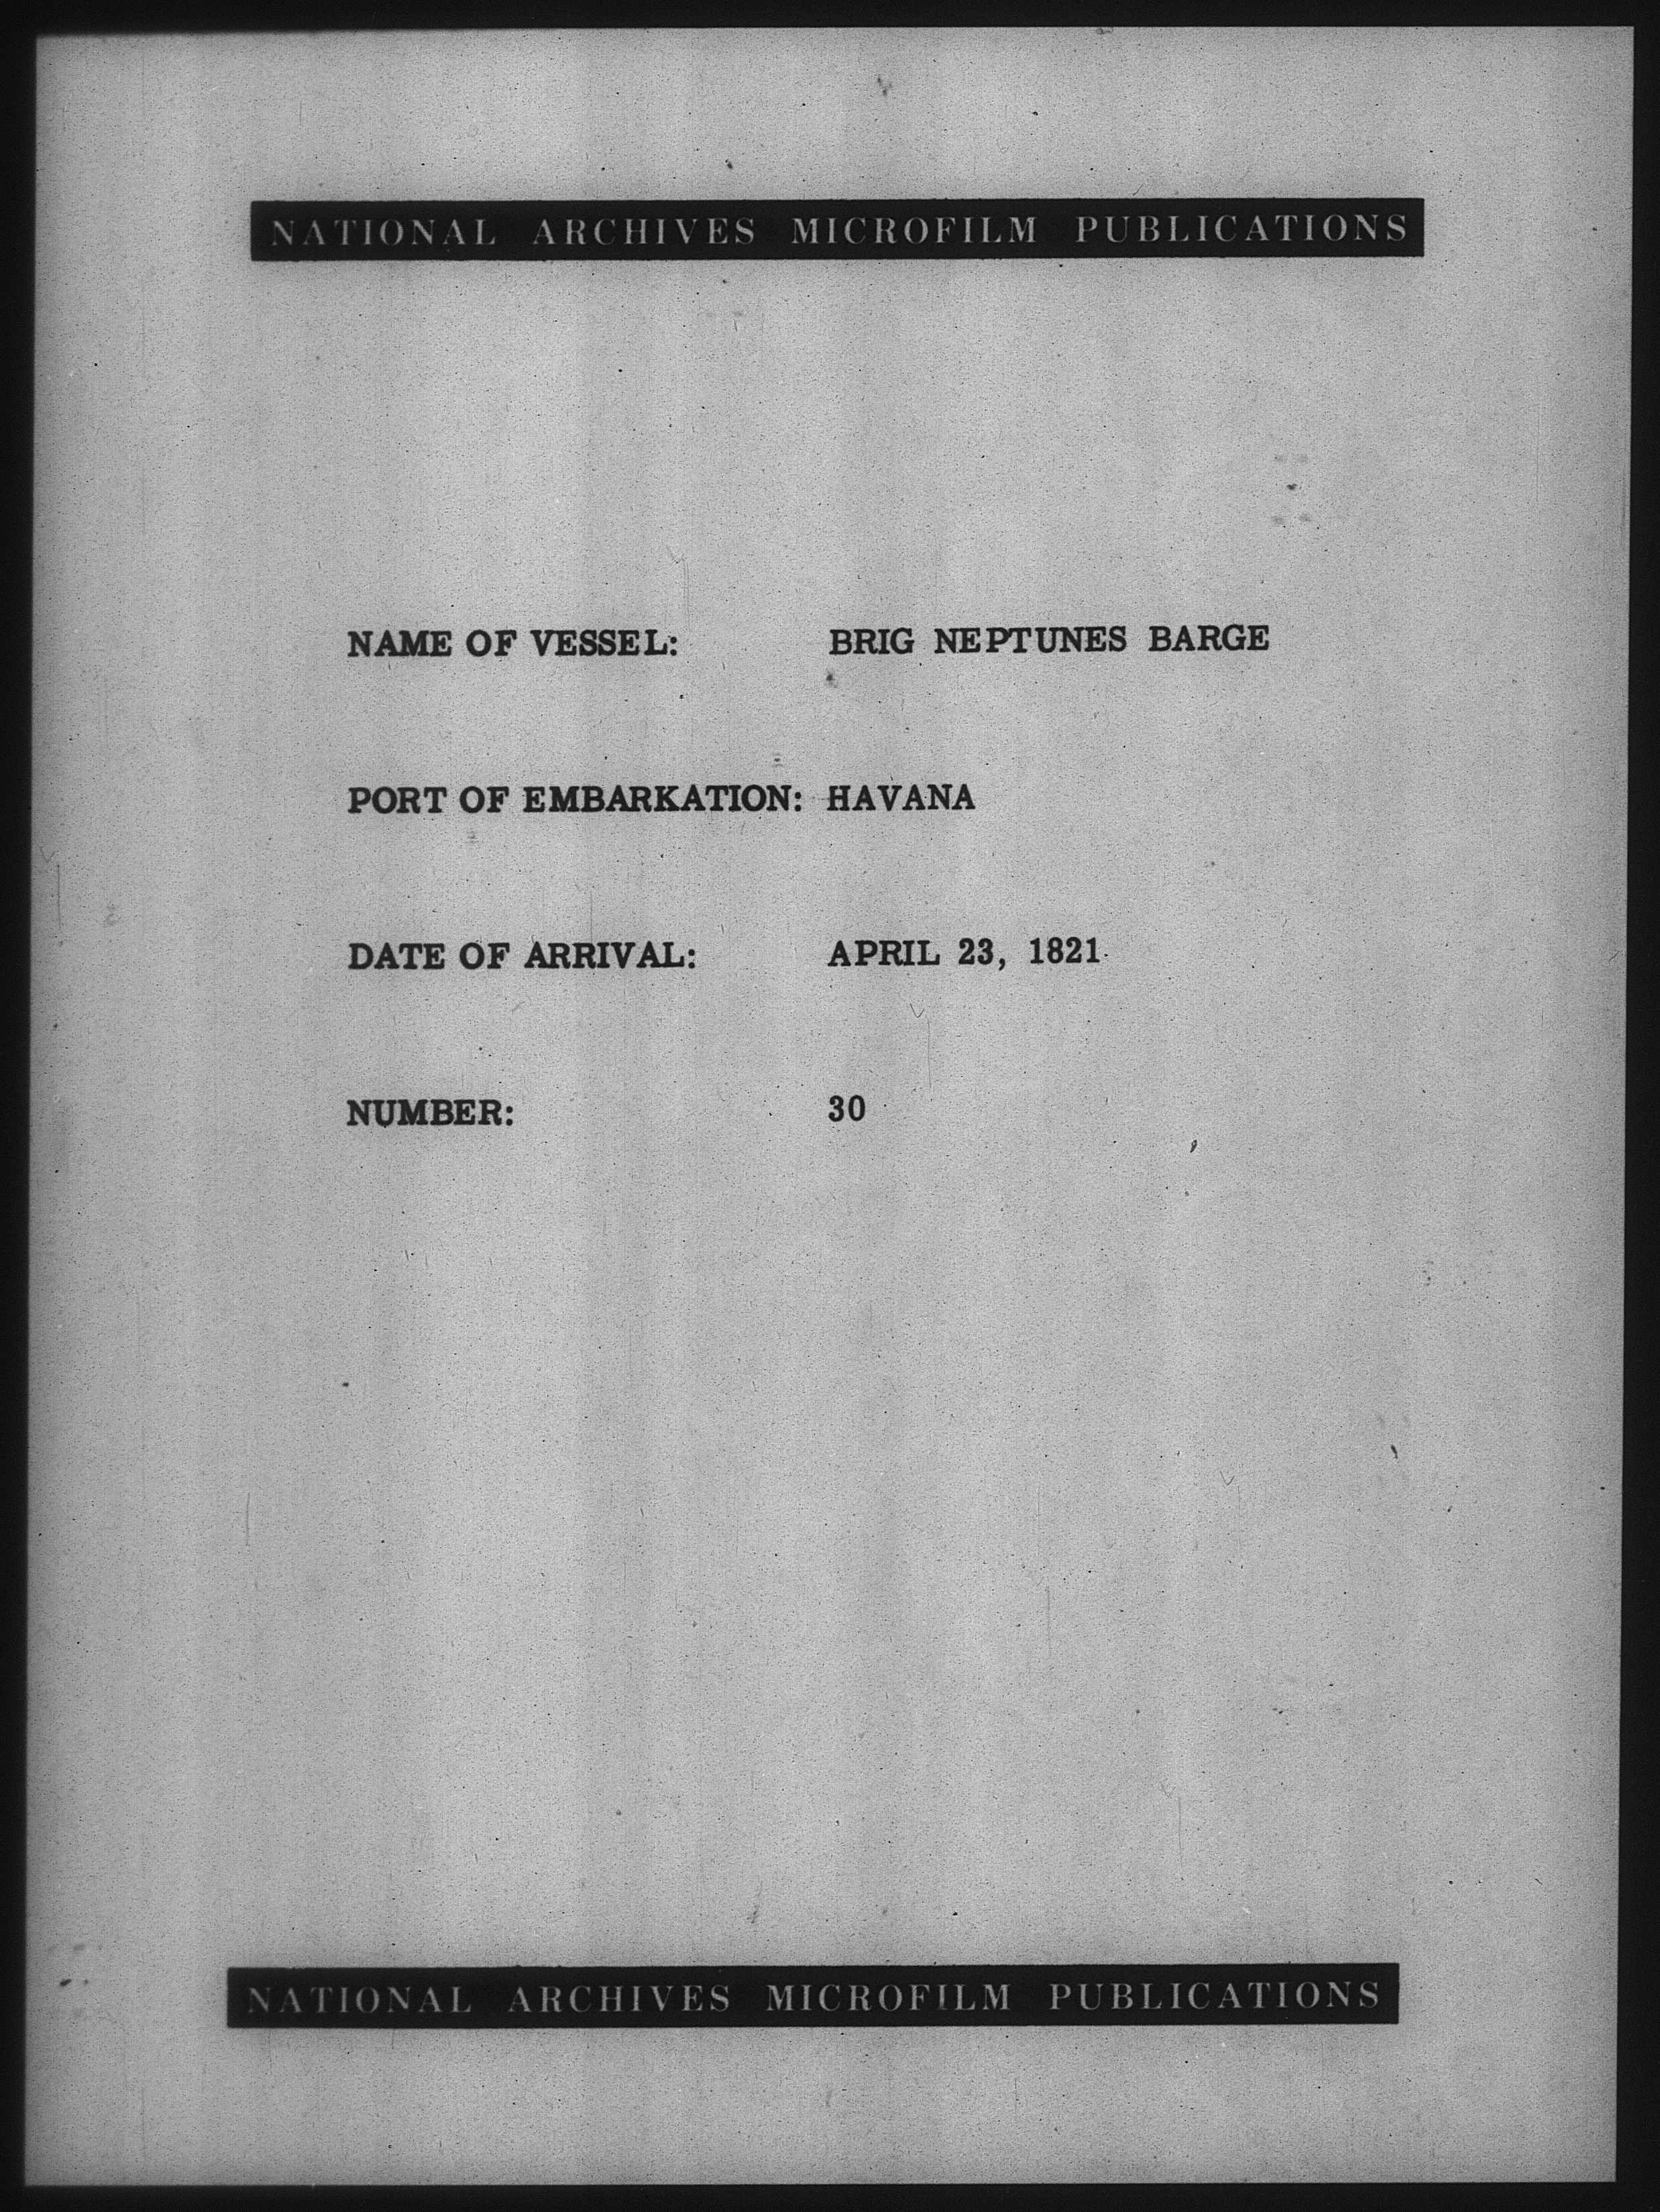 NATIONAL ARCHIVES MICROFILM PUBLICATIONS
NAME OF VESSEL: BRIG NEPTUNES BARGE
PORT OF EMBARKATION: HAVANA
DATE OF ARRIVAL: APRIL 23, 1821
NUMBER: 30
NATIONAL ARCHIVES MICROFILM PUBLICATIONS